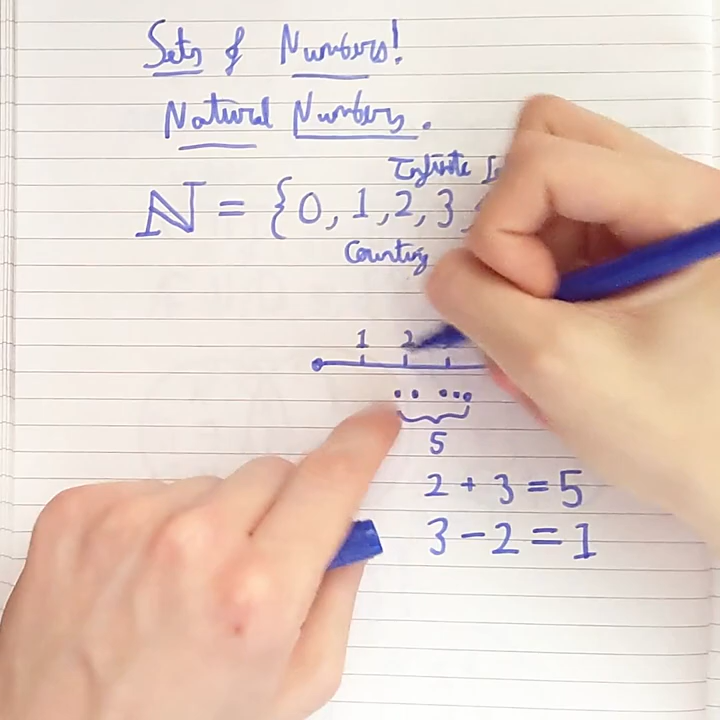 Sets of Numbers!
Natural Numbers.
Infinite
ℕ = {0, 1, 2, 3
Counting
1 2
5
2 + 3 = 5
3 - 2 = 1